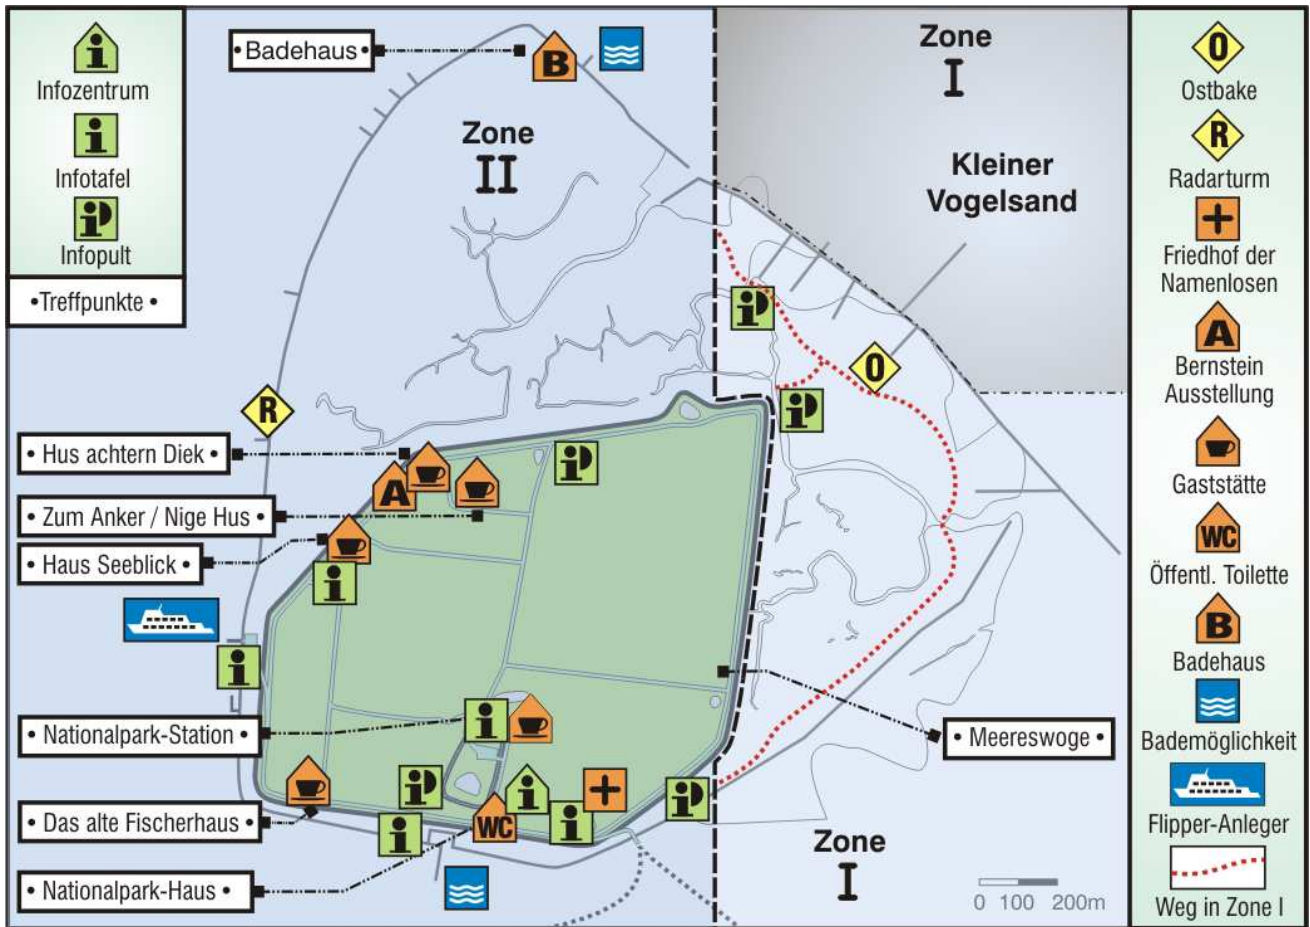 Infozentrum
Infotafel
Infopult
•Treffpunkte •
• Badehaus •
B
Zone
II
Zone
I
Kleiner
Vogelsand
O
R
• Hus achtern Diek •
A
• Zum Anker / Nige Hus •
• Haus Seeblick •
• Nationalpark-Station •
• Meereswoge •
• Das alte Fischerhaus •
WC
• Nationalpark-Haus •
Zone
I
0 100 200m
O
Ostbake
R
Radarturm
Friedhof der
Namenlosen
A
Bernstein
Ausstellung
Gaststätte
WC
Öffentl. Toilette
B
Badehaus
Bademöglichkeit
Flipper-Anleger
Weg in Zone I